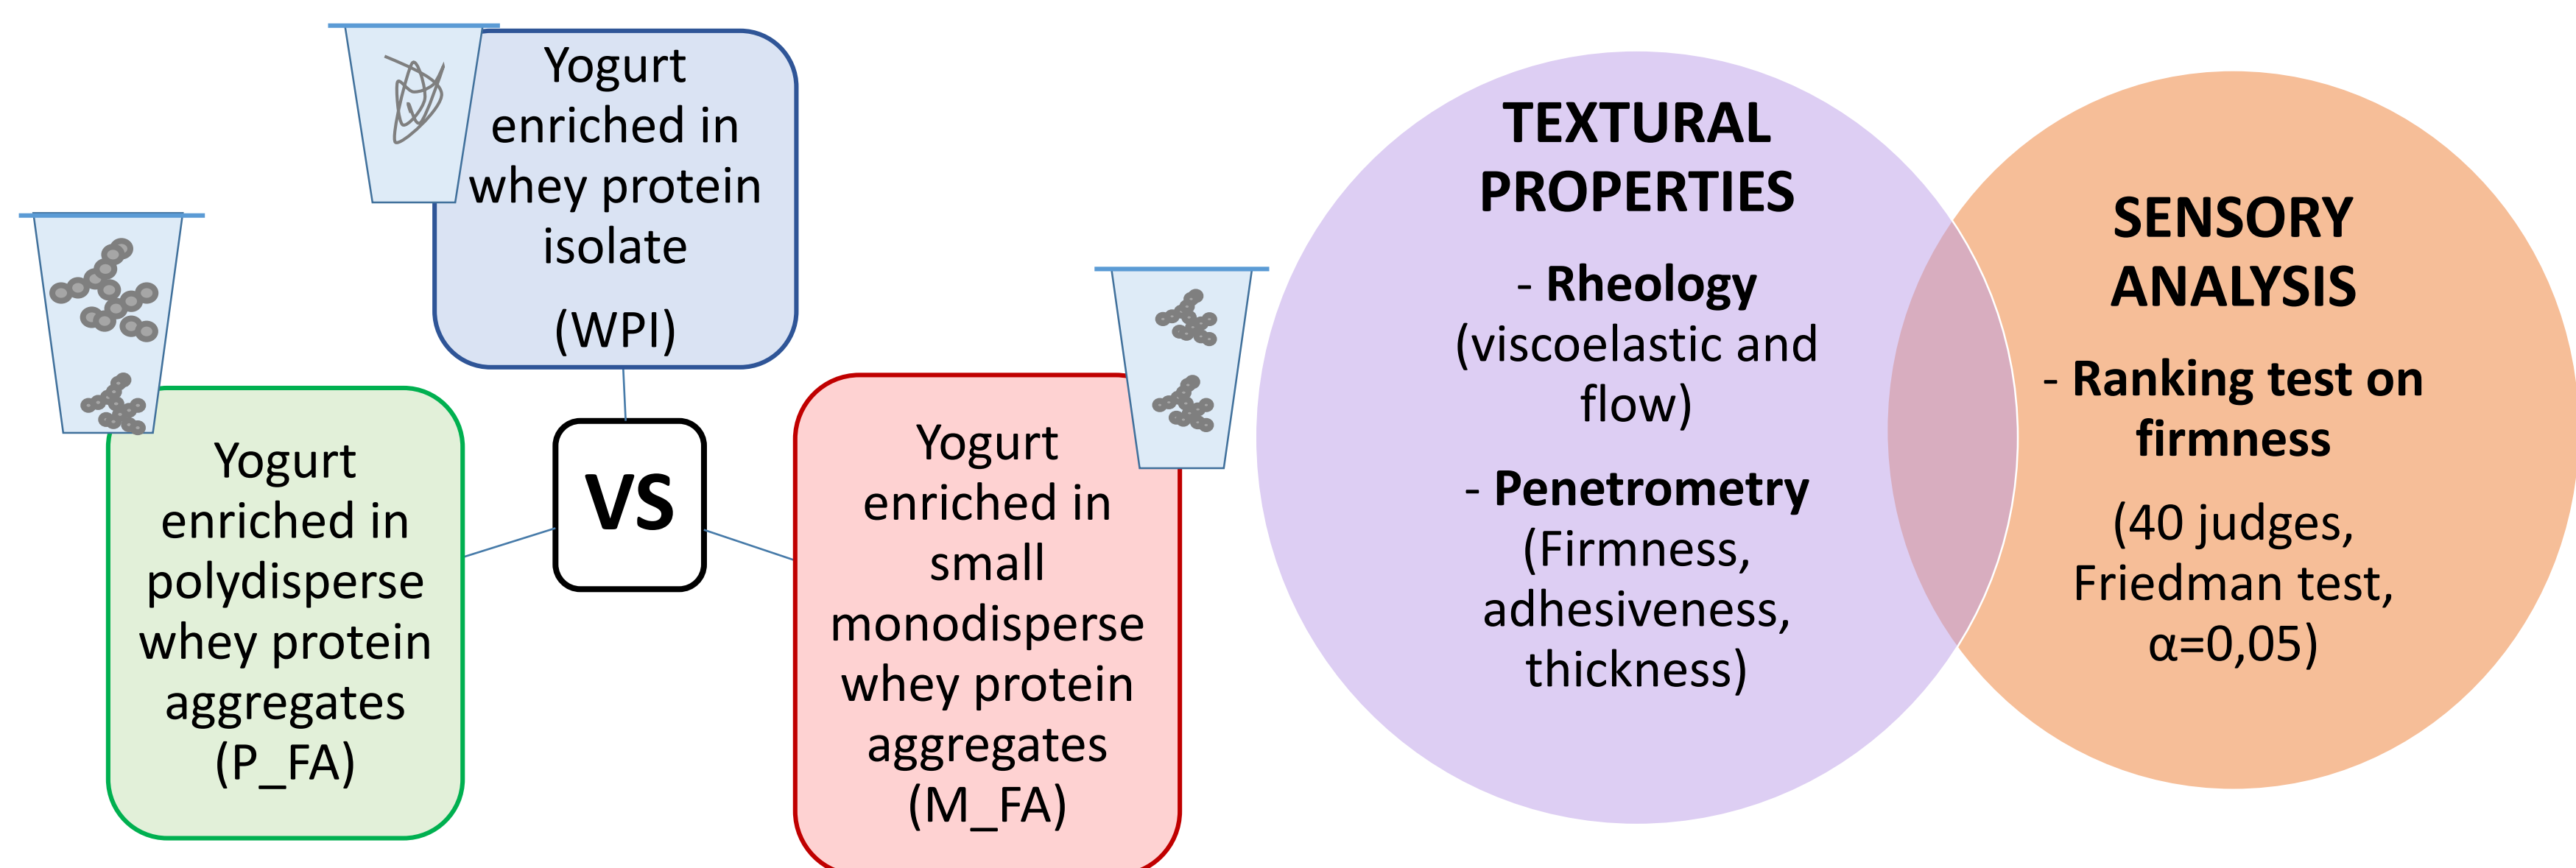 Yogurt
enriched in
whey protein
isolate
(WPI)
Yogurt
enriched in
polydisperse
whey protein
aggregates
(P_FA)
VS
Yogurt
enriched in
small
monodisperse
whey protein
aggregates
(M_FA)
TEXTURAL
PROPERTIES
- Rheology
(viscoelastic and
flow)
- Penetrometry
(Firmness,
adhesiveness,
thickness)
SENSORY
ANALYSIS
- Ranking test on
firmness
(40 judges,
Friedman test,
α=0,05)